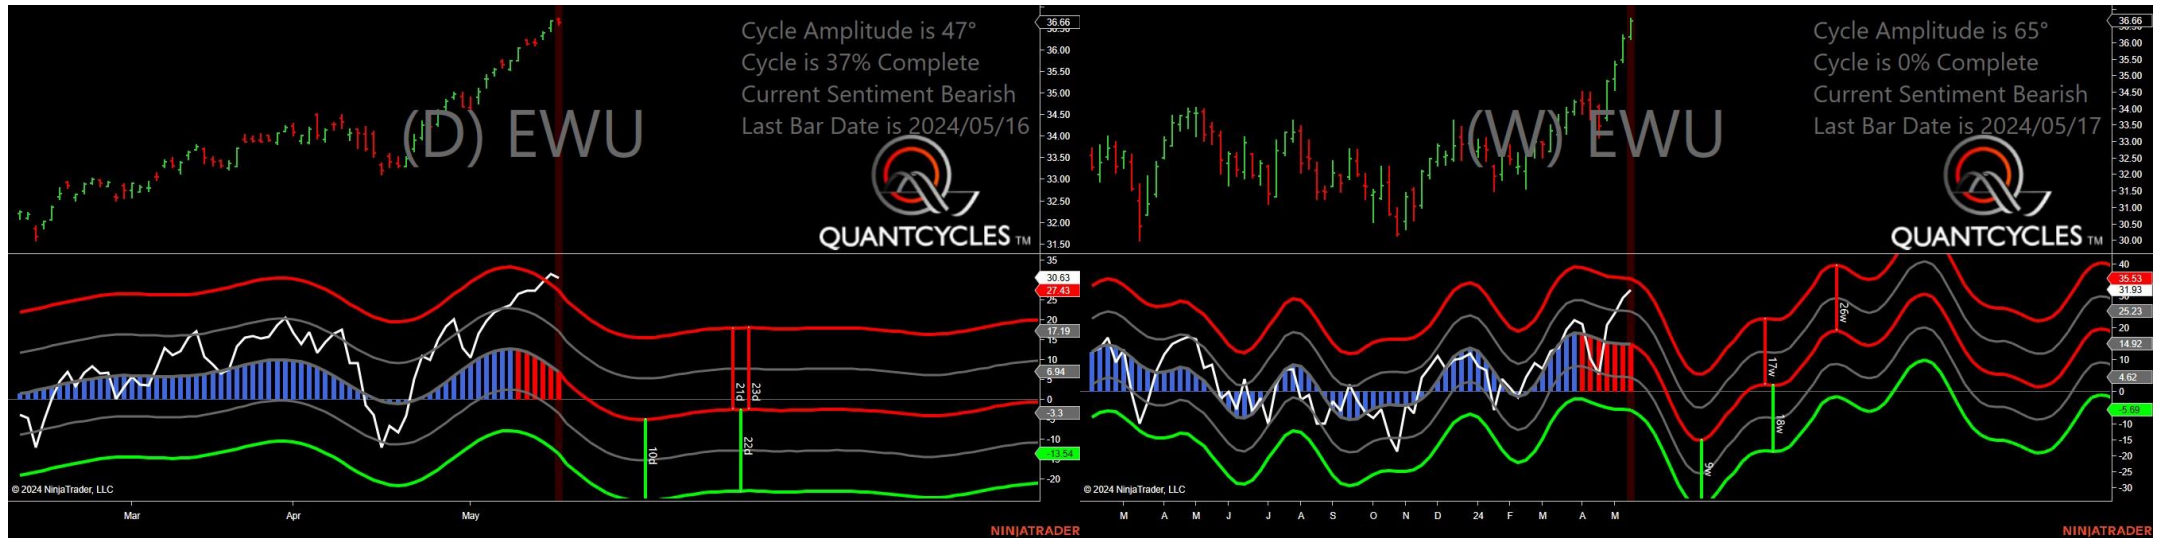 Cycle Amplitude is 47°
Cycle is 37% Complete
Current Sentiment Bearish
Last Bar Date is 2024/05/16
(D) EWU
QUANTCYCLES TM
36.66
36.00
35.50
35.00
34.50
34.00
33.50
33.00
32.50
32.00
31.50
35
30.63
27.43
25
20
17.19
15
10
6.94
5
0
-3.3
-10
-13.54
-20
21d
23d
10d
22d
© 2024 NinjaTrader, LLC
Mar Apr May
NINJATRADER
Cycle Amplitude is 65°
Cycle is 0% Complete
Current Sentiment Bearish
Last Bar Date is 2024/05/17
(W) EWU
QUANTCYCLES TM
36.66
36.00
35.50
35.00
34.50
34.00
33.50
33.00
32.50
32.00
31.50
31.00
30.50
30.00
40
35.53
31.93
30
25.23
20
14.92
10
4.62
0
-5.69
-10
-15
-20
-25
-30
26w
17w
18w
9w
© 2024 NinjaTrader, LLC
M A M J J A S O N D 24 F M A M
NINJATRADER